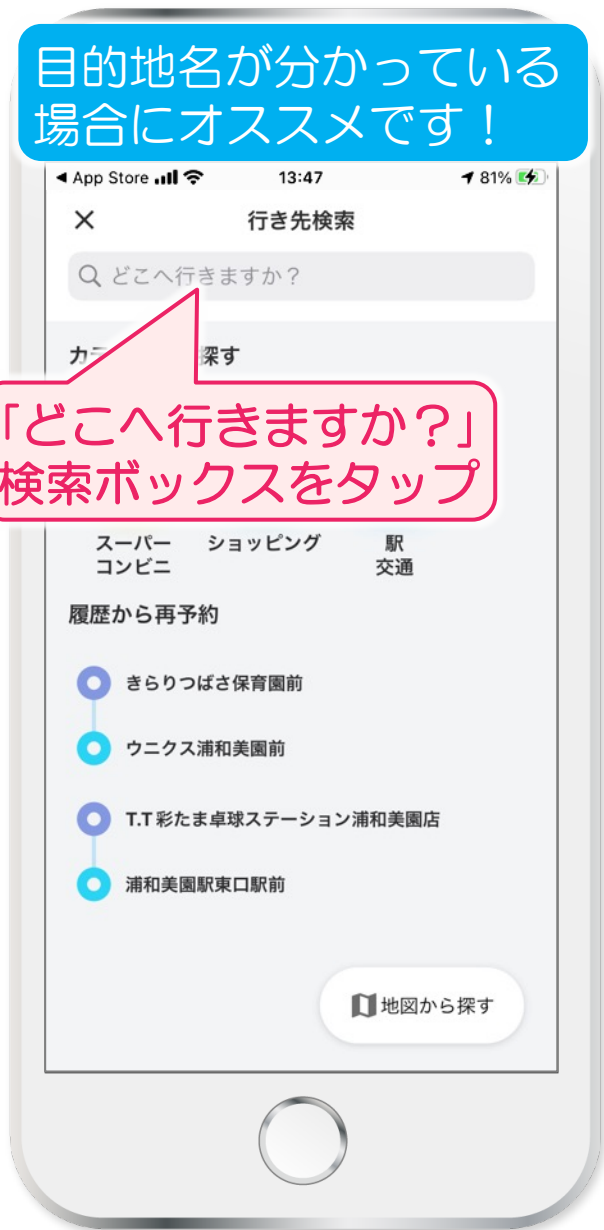 目的地名が分かっている
場合にオススメです！
App Store
13:47
81%
行き先検索
どこへ行きますか？
探す
「どこへ行きますか？」
検索ボックスをタップ
スーパー
コンビニ
ショッピング
駅
交通
履歴から再予約
きらりつばさ保育園前
ウニクス浦和美園前
T.T彩たま卓球ステーション浦和美園店
浦和美園駅東口駅前
地図から探す